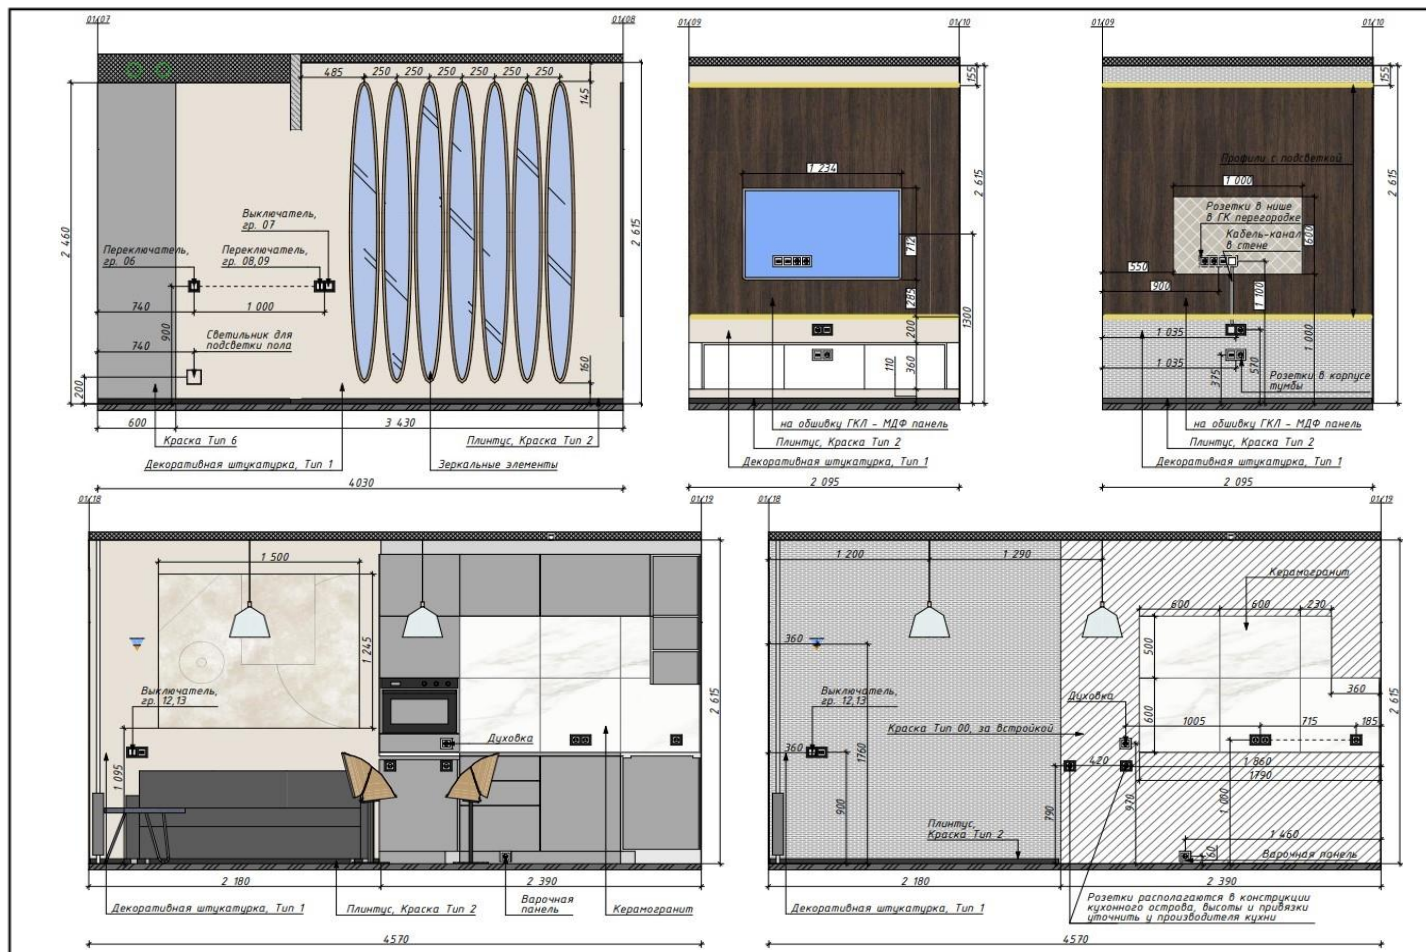 01/07
01/08
485
250
250
250
250
250
250
145
2 460
Выключатель,
гр. 07
Переключатель,
гр. 06
Переключатель,
гр. 08,09
740
1 000
900
740
Светильник для
подсветки пола
200
160
2 615
600
3 430
Краска Тип 6
Плинтус, Краска Тип 2
Декоративная штукатурка, Тип 1
Зеркальные элементы
4030
01/09
01/10
155
1 234
2 615
712
285
1300
200
110
360
на обшивку ГКЛ - МДФ панель
Плинтус, Краска Тип 2
Декоративная штукатурка, Тип 1
2 095
01/09
01/10
155
Профили с подсветкой
1 000
2 615
Розетки в нише
в ГК перегородке
Кабель-канал
в стене
600
550
900
1 100
1 035
1 035
1 000
375
570
Розетки в корпусе
тумбы
на обшивку ГКЛ - МДФ панель
Плинтус, Краска Тип 2
Декоративная штукатурка, Тип 1
2 095
01/18
01/19
1 500
1 245
Выключатель,
гр. 12,13
Духовка
1 095
2 615
2 180
2 390
Декоративная штукатурка, Тип 1
Плинтус, Краска Тип 2
Варочная
панель
Керамогранит
4570
01/18
01/19
1 200
1 290
Керамогранит
600
600
230
360
500
Выключатель,
гр. 12,13
Духовка
360
2 615
Краска Тип 00, за встройкой
600
1005
715
185
360
1760
420
1 860
1790
900
790
970
1 000
Плинтус,
Краска Тип 2
1 460
60
Варочная панель
2 180
2 390
Декоративная штукатурка, Тип 1
Розетки располагаются в конструкции
кухонного острова, высоты и привязки
уточнить у производителя кухни
4570